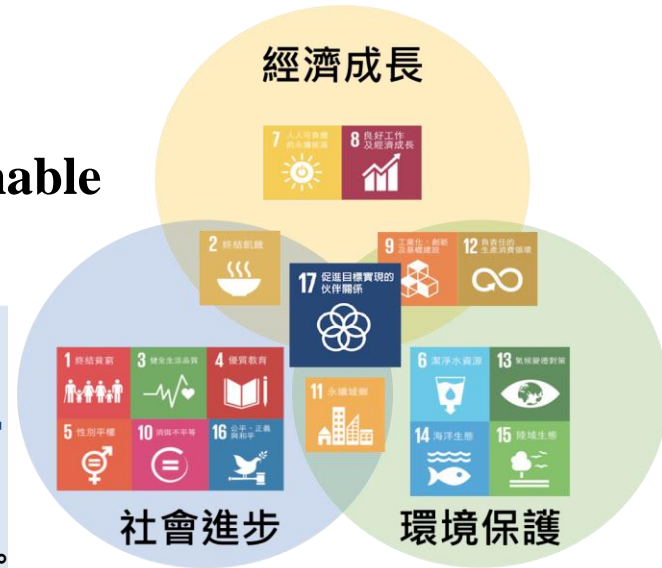 經濟成長
7 人人可負擔
的永續能源
8 良好工作
及經濟成長
nable
2 終結飢餓
9 工業化、創新
及基礎建設
12 負責任的
生產消費循環
17 促進目標實現的
伙伴關係
1 終結貧窮
3 健全生活品質
4 優質教育
6 潔淨水資源
13 氣候變遷對策
11 永續城鄉
5 性別平權
10 消弭不平等
16 公平、正義
與和平
14 海洋生態
15 陸域生態
社會進步
環境保護
。